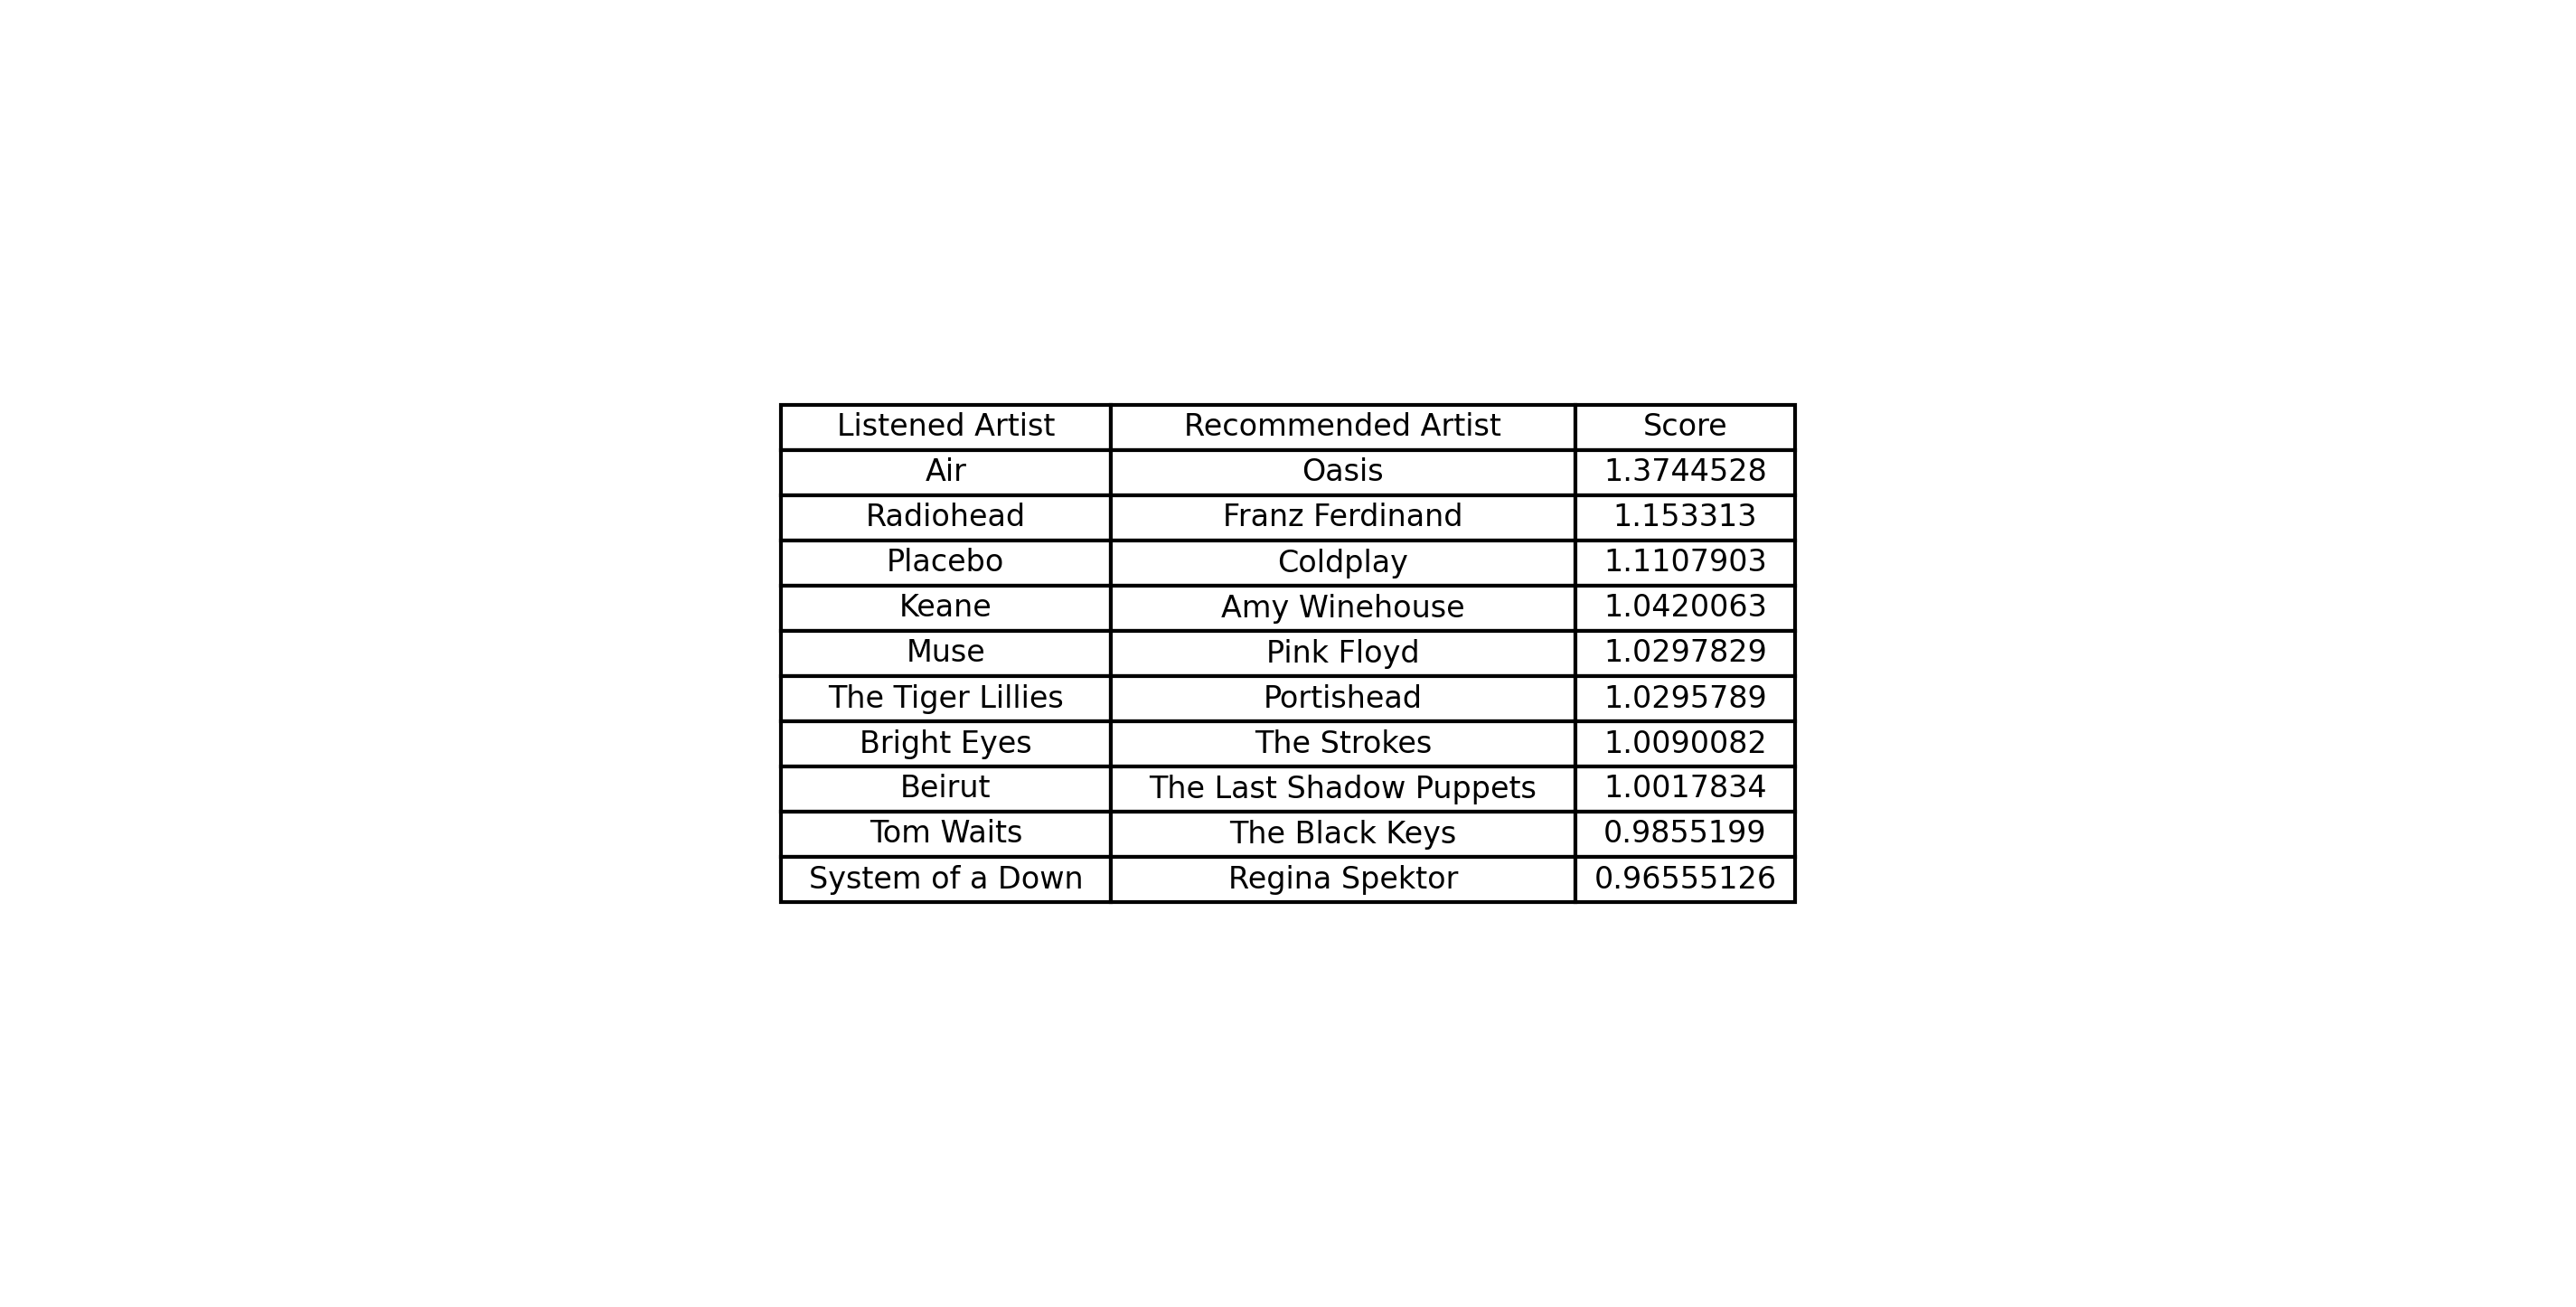 Listened Artist Recommended Artist Score
Air Oasis 1.3744528
Radiohead Franz Ferdinand 1.153313
Placebo Coldplay 1.1107903
Keane Amy Winehouse 1.0420063
Muse Pink Floyd 1.0297829
The Tiger Lillies Portishead 1.0295789
Bright Eyes The Strokes 1.0090082
Beirut The Last Shadow Puppets 1.0017834
Tom Waits The Black Keys 0.9855199
System of a Down Regina Spektor 0.96555126